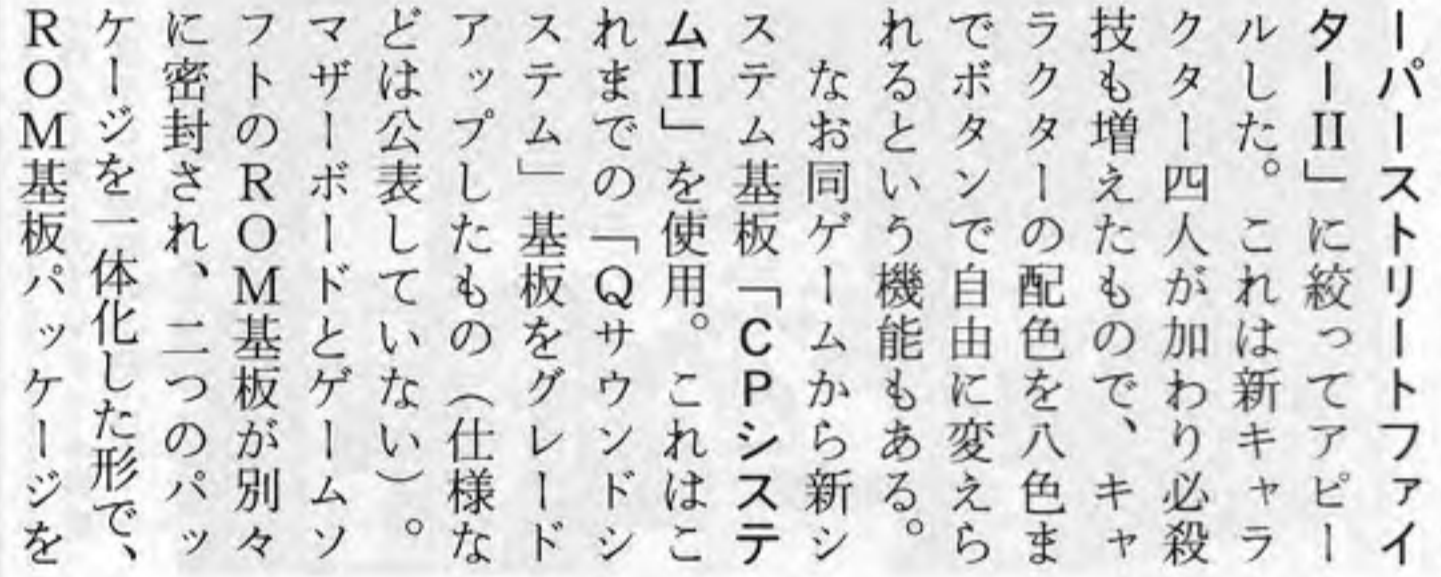 ーパーストリートファイ
ターII」に絞ってアピー
ルした。これは新キャラ
クター四人が加わり必殺
技も増えたもので、キャ
ラクターの配色を八色ま
でボタンで自由に変えら
れるという機能もある。
なお同ゲームから新シ
ステム基板「CPシステ
ムII」を使用。これはこ
れまでの「Qサウンドシ
ステム」基板をグレード
アップしたもの（仕様な
どは公表していない）。
マザーボードとゲームソ
フトのROM基板が別々
に密封され、二つのパッ
ケージを一体化した形で、
ROM基板パッケージを